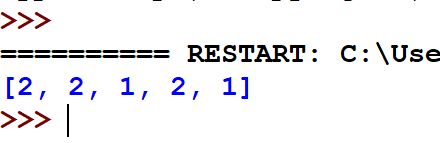 >>>
========== RESTART: C:\Use
[2, 2, 1, 2, 1]
>>>